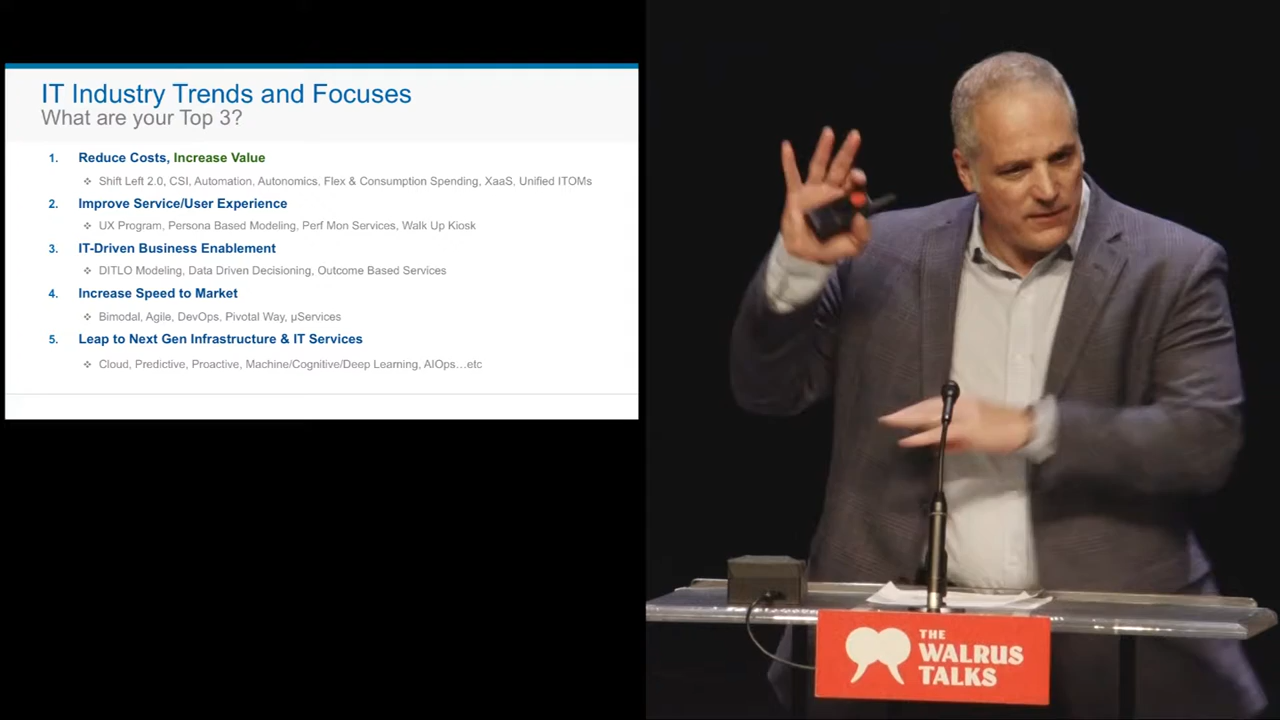 IT Industry Trends and Focuses
What are your Top 3?
1. Reduce Costs, Increase Value
❖ Shift Left 2.0, CSI, Automation, Autonomics, Flex & Consumption Spending, XaaS, Unified ITOMs
2. Improve Service/User Experience
❖ UX Program, Persona Based Modeling, Perf Mon Services, Walk Up Kiosk
3. IT-Driven Business Enablement
❖ DITLO Modeling, Data Driven Decisioning, Outcome Based Services
4. Increase Speed to Market
❖ Bimodal, Agile, DevOps, Pivotal Way, µServices
5. Leap to Next Gen Infrastructure & IT Services
❖ Cloud, Predictive, Proactive, Machine/Cognitive/Deep Learning, AIOps…etc
THE
WALRUS
TALKS